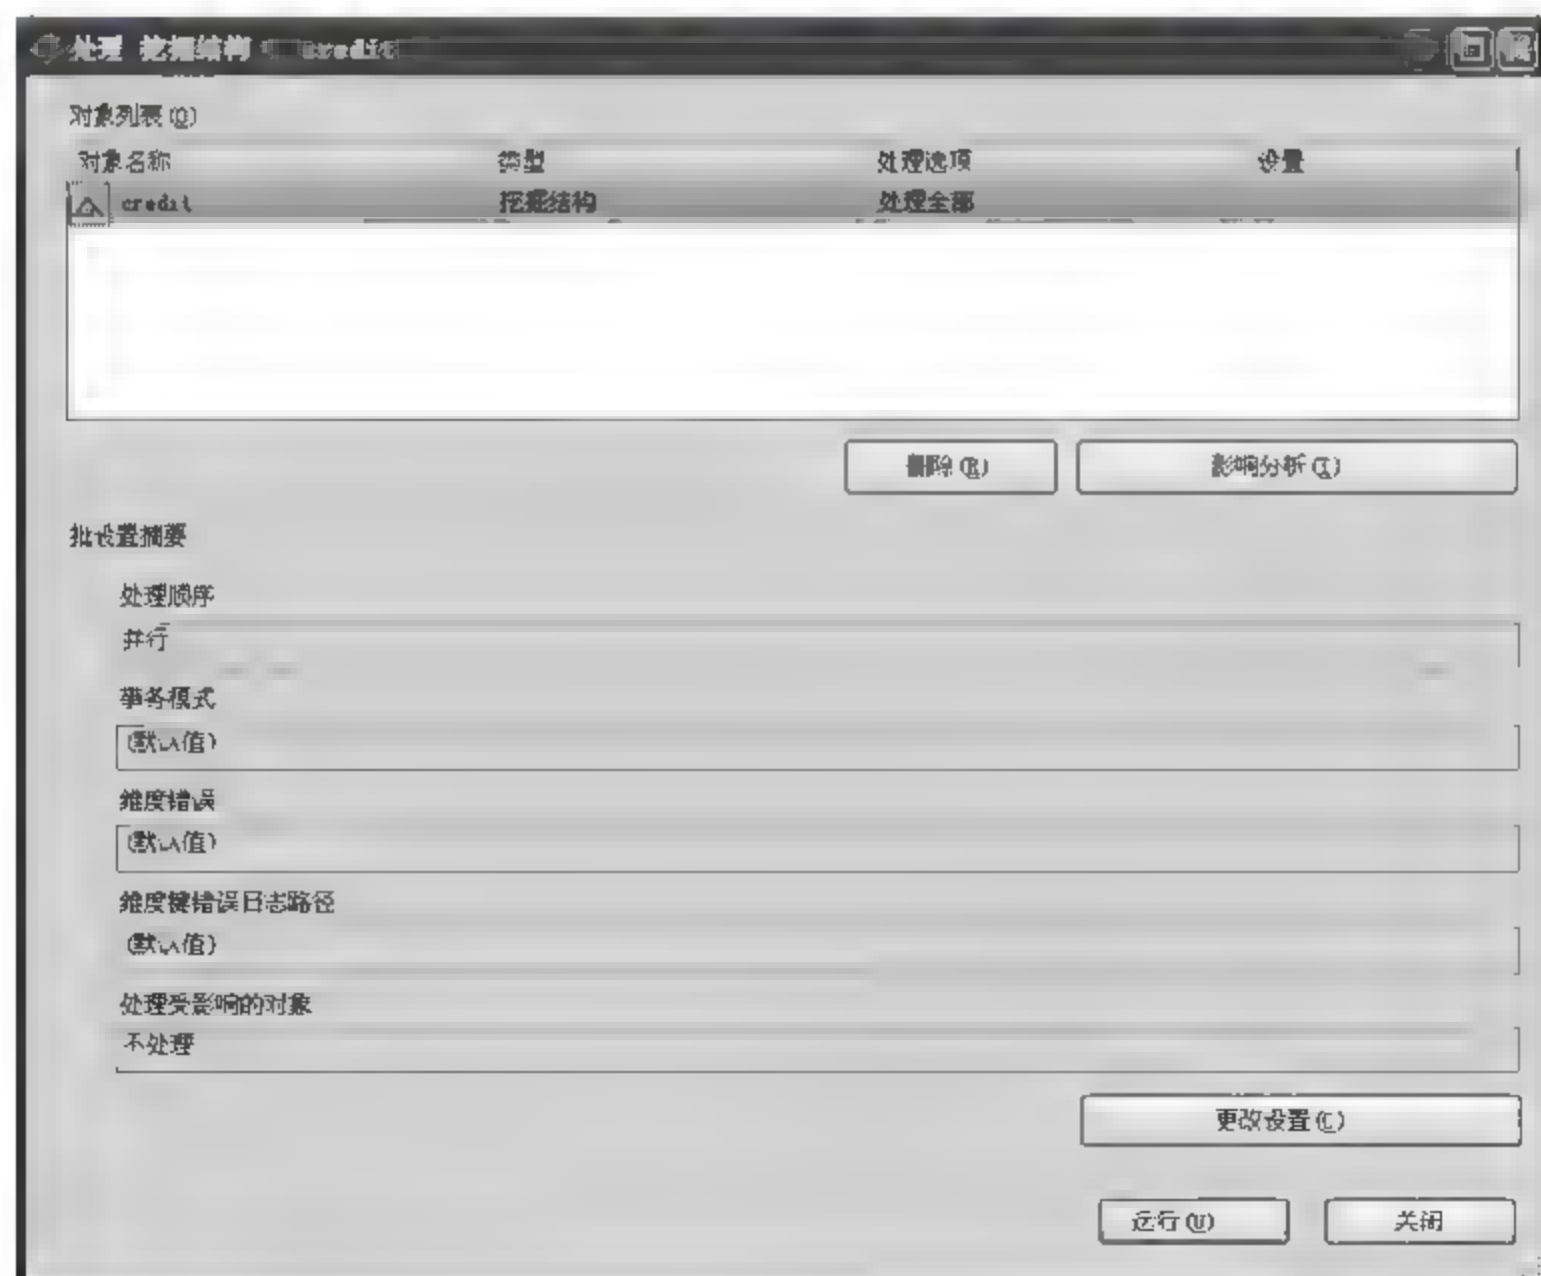 处理 挖掘结构 - credit
对象列表(O)
对象名称 类型 处理选项 设置
credit 挖掘结构 处理全部
删除(R) 影响分析(I)
批设置摘要
处理顺序
并行
事务模式
(默认值)
维度错误
(默认值)
维度键错误日志路径
(默认值)
处理受影响的对象
不处理
更改设置(C)
运行(U) 关闭